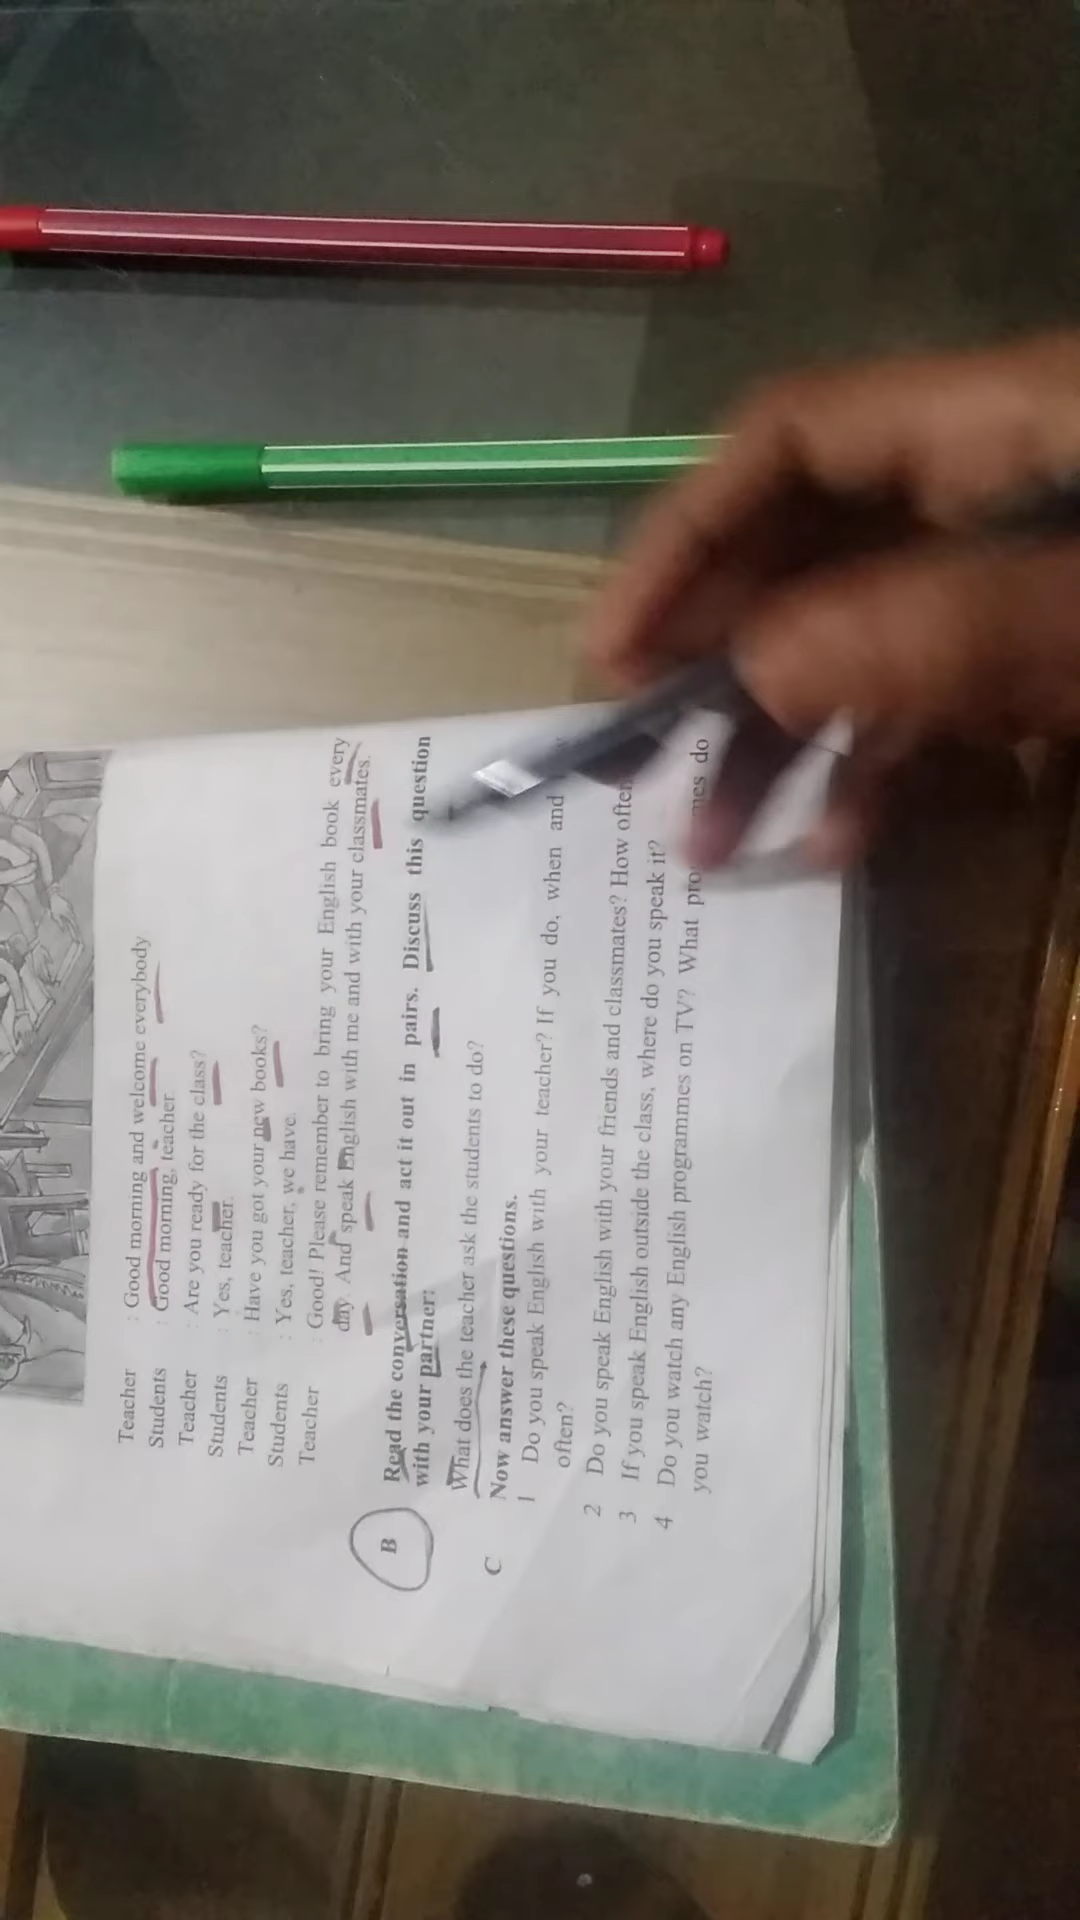 Teacher : Good morning and welcome everybody
Students : Good morning, teacher.
Teacher : Are you ready for the class?
Students : Yes, teacher.
Teacher : Have you got your new books?
Students : Yes, teacher, we have.
Teacher : Good! Please remember to bring your English book every
day. And speak English with me and with your classmates.
B Read the conversation and act it out in pairs. Discuss this question
with your partner:
What does the teacher ask the students to do?
C Now answer these questions.
1 Do you speak English with your teacher? If you do, when and
often?
2 Do you speak English with your friends and classmates? How often
3 If you speak English outside the class, where do you speak it?
4 Do you watch any English programmes on TV? What do
you watch?